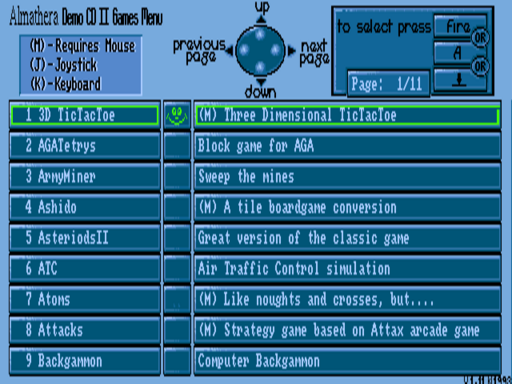 Almathera Demo CD II Games Menu
(M)-Requires Mouse
(J)-Joystick
(K)-Keyboard
up
previous page
next page
down
to select press
Fire
OR
A
OR
Page: 1/11
1 3D TicTacToe (M) Three Dimensional TicTacToe
2 AGATetrys Block game for AGA
3 ArmyMiner Sweep the mines
4 Ashido (M) A tile boardgame conversion
5 AsteriodsII Great version of the classic game
6 ATC Air Traffic Control simulation
7 Atoms (M) Like noughts and crosses, but....
8 Attacks (M) Strategy game based on Attax arcade game
9 Backgammon Computer Backgammon